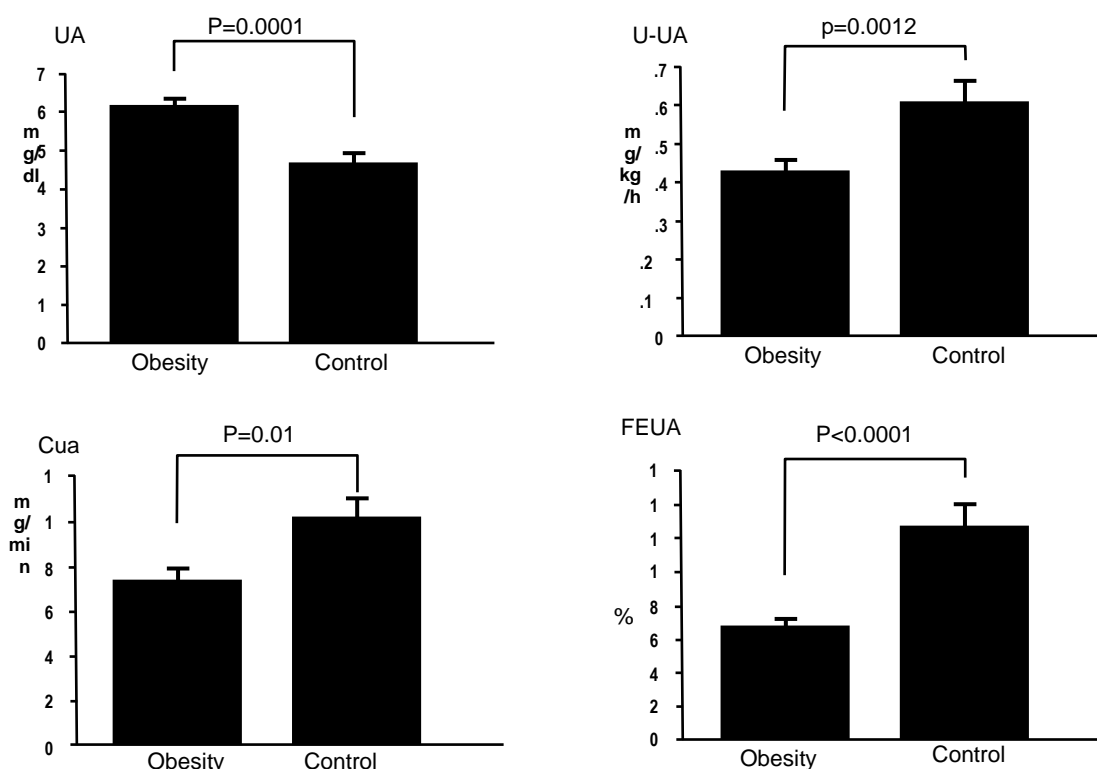 UA
P=0.0001
7
6
5
4
3
2
1
0
m
g/
dl
Obesity
Control
U-UA
p=0.0012
.7
.6
.5
.4
.3
.2
.1
0
m
g/
kg
/h
Obesity
Control
Cua
P=0.01
1
1
8
6
4
2
0
m
g/
mi
n
Obesity
Control
FEUA
P<0.0001
1
1
1
1
8
6
4
2
0
%
Obesity
Control